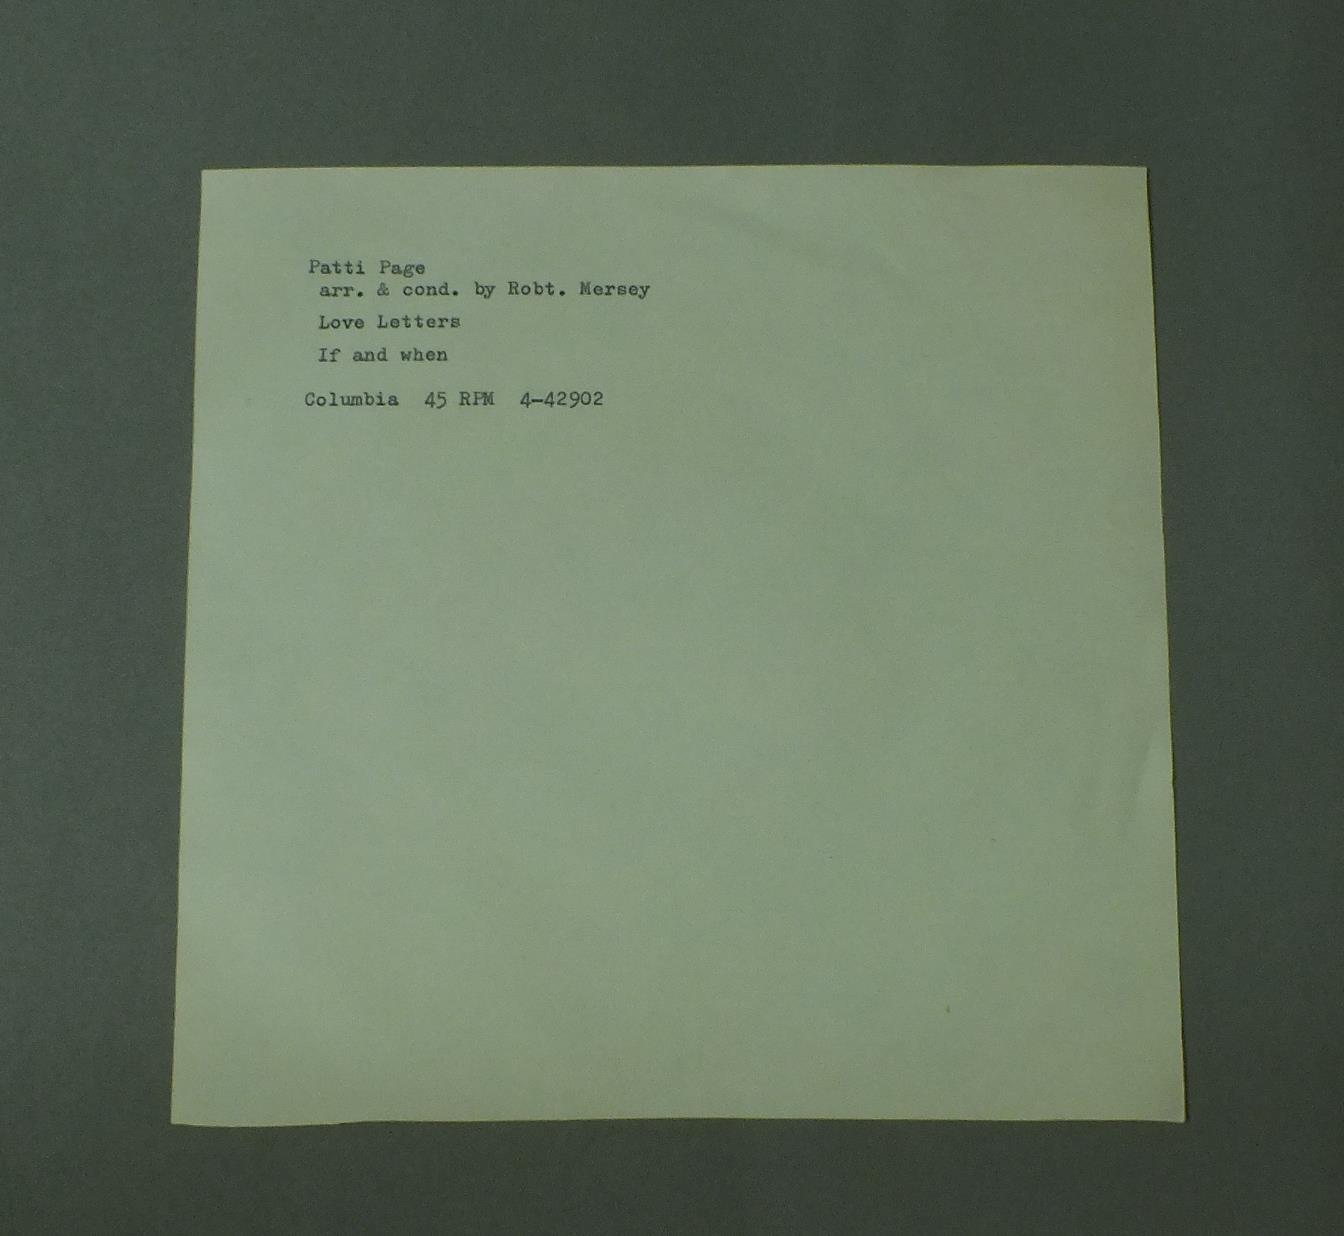 Patti Page
arr. & cond. by Robt. Mersey
Love Letters
If and when
Columbia 45 RPM 4-42902